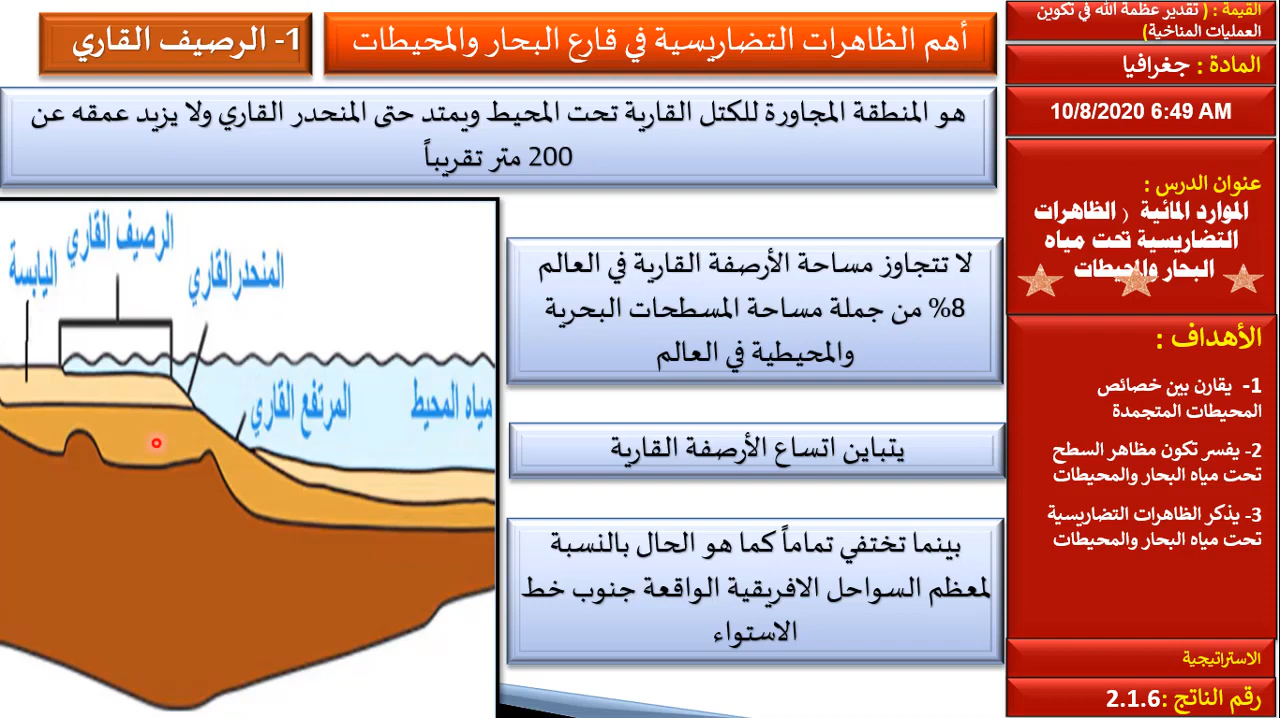 القيمة : ( تقدير عظمة الله في تكوين
العمليات المناخية)
المادة : جغرافيا
10/8/2020 6:49 AM
عنوان الدرس :
الموارد المائية ( الظاهرات
التضاريسية تحت مياه
البحار والمحيطات
الأهداف :
1- يقارن بين خصائص
المحيطات المتجمدة
2- يفسر تكون مظاهر السطح
تحت مياه البحار والمحيطات
3- يذكر الظاهرات التضاريسية
تحت مياه البحار والمحيطات
الاستراتيجية
رقم الناتج :2.1.6
أهم الظاهرات التضاريسية في قارع البحار والمحيطات
1- الرصيف القاري
هو المنطقة المجاورة للكتل القارية تحت المحيط ويمتد حتى المنحدر القاري ولا يزيد عمقه عن
200 متر تقريباً
لا تتجاوز مساحة الأرصفة القارية في العالم
8% من جملة مساحة المسطحات البحرية
والمحيطية في العالم
يتباين اتساع الأرصفة القارية
بينما تختفي تماماً كما هو الحال بالنسبة
لمعظم السواحل الافريقية الواقعة جنوب خط
الاستواء
الرصيف القاري
اليابسة
المنحدر القاري
المرتفع القاري
مياه المحيط